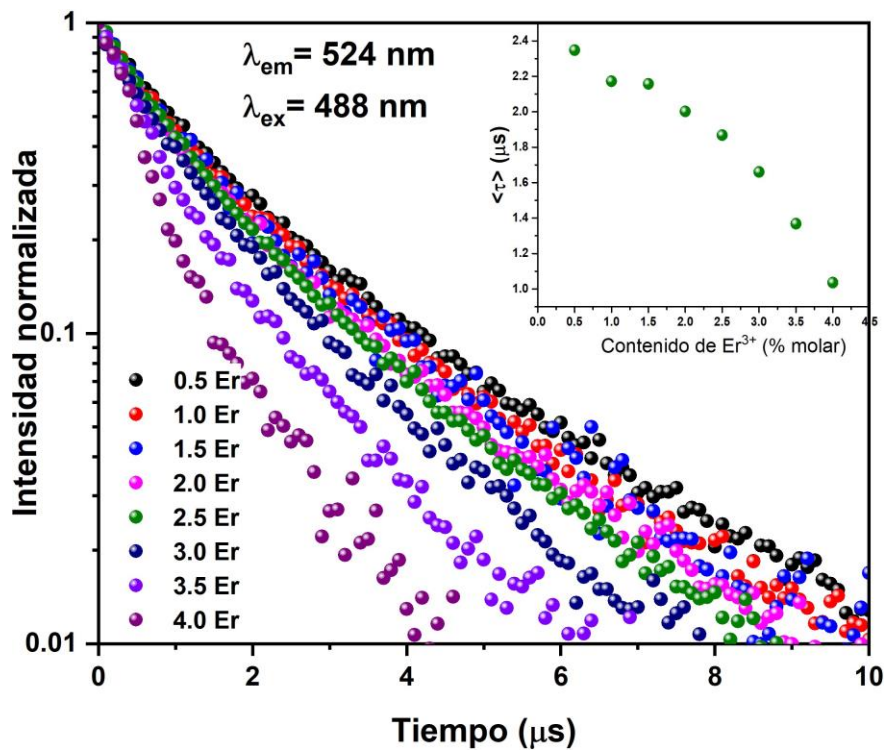 λem= 524 nm
λex= 488 nm
Intensidad normalizada
1
0.1
0.01
0.5 Er
1.0 Er
1.5 Er
2.0 Er
2.5 Er
3.0 Er
3.5 Er
4.0 Er
0 2 4 6 8 10
Tiempo (μs)
<τ> (μs)
2.4
2.2
2.0
1.8
1.6
1.4
1.2
1.0
0.0 0.5 1.0 1.5 2.0 2.5 3.0 3.5 4.0 4.5
Contenido de Er³⁺ (% molar)